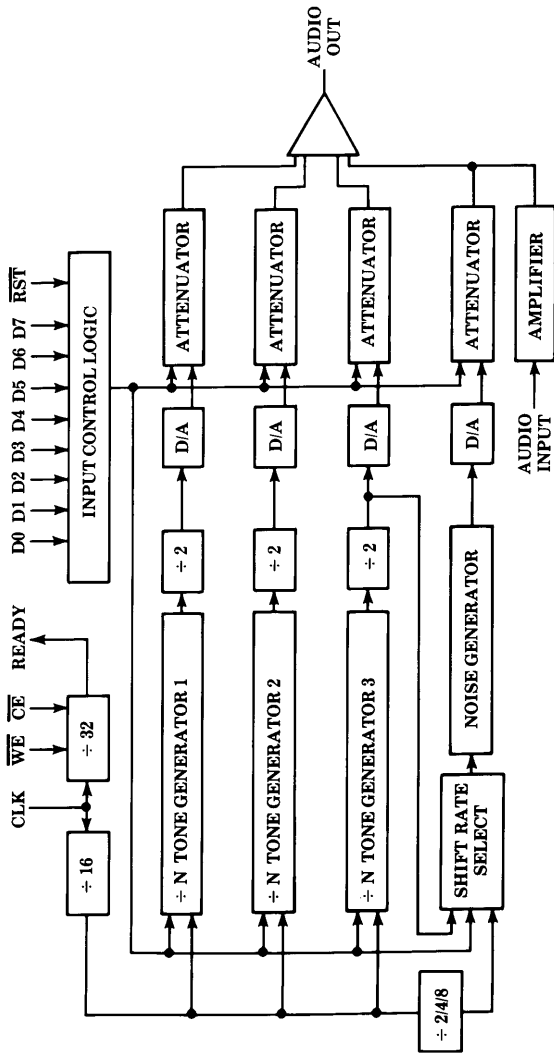 CLK
WE
CE
READY
D0 D1 D2 D3 D4 D5 D6 D7 RST
÷ 16
÷ 32
INPUT CONTROL LOGIC
÷ N TONE GENERATOR 1
÷ 2
D/A
ATTENUATOR
÷ N TONE GENERATOR 2
÷ 2
D/A
ATTENUATOR
÷ N TONE GENERATOR 3
÷ 2
D/A
ATTENUATOR
AUDIO
OUT
÷ 2/4/8
SHIFT RATE
SELECT
NOISE GENERATOR
D/A
ATTENUATOR
AUDIO
INPUT
AMPLIFIER